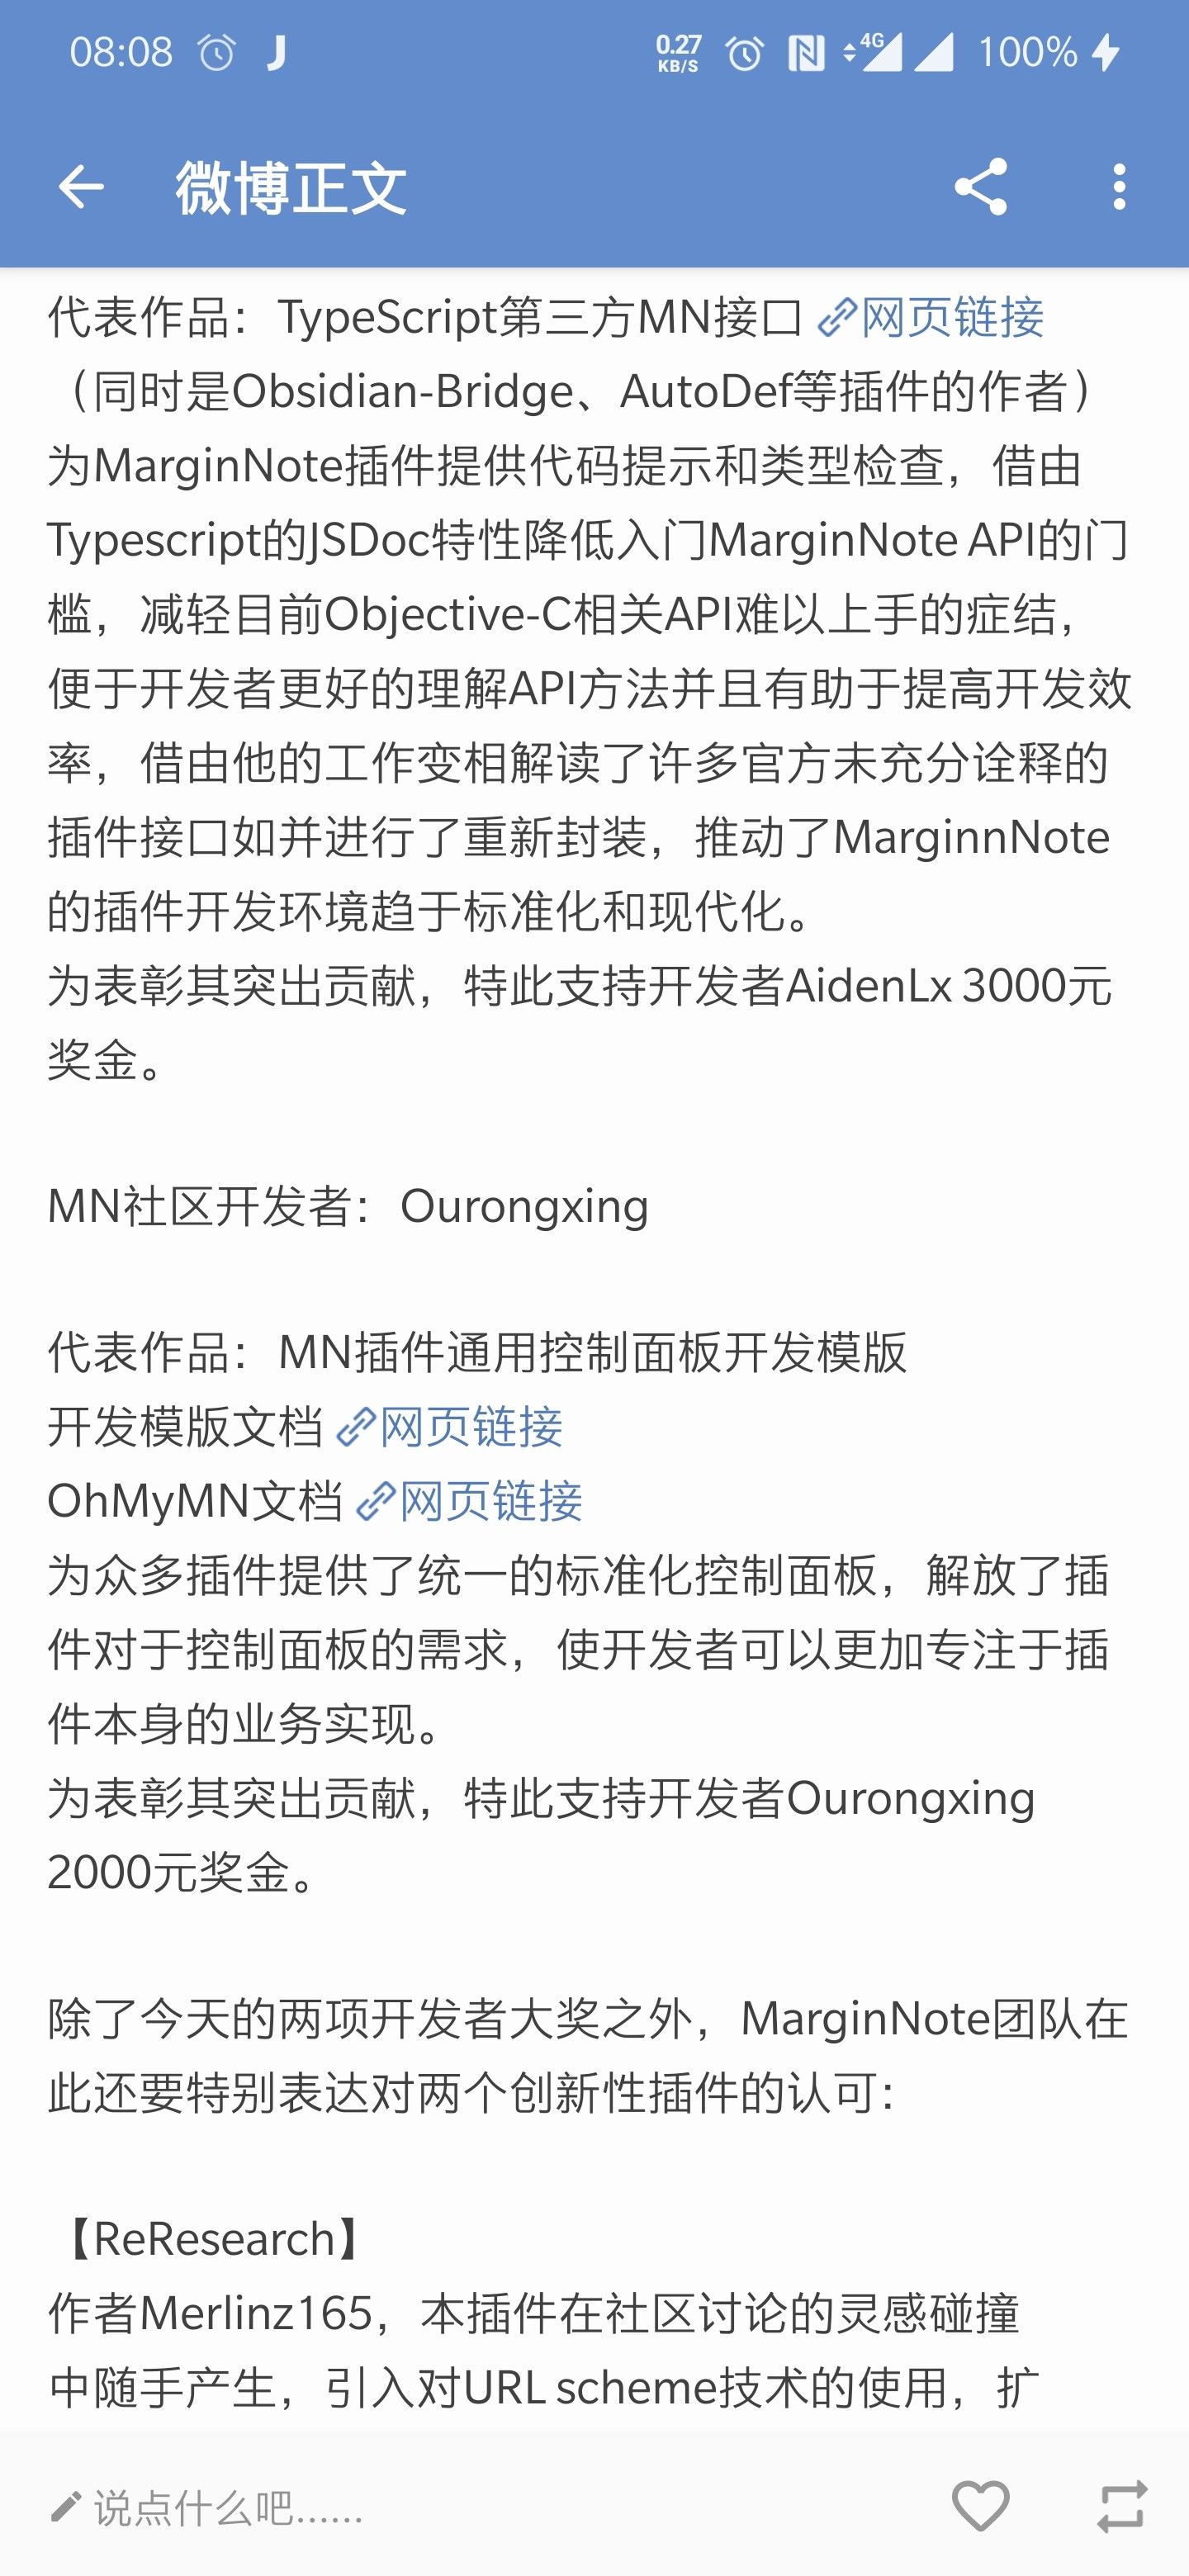 08:08
J
0.27
KB/S
4G
100%
微博正文
代表作品：TypeScript第三方MN接口 网页链接
（同时是Obsidian-Bridge、AutoDef等插件的作者）
为MarginNote插件提供代码提示和类型检查，借由
Typescript的JSDoc特性降低入门MarginNote API的门
槛，减轻目前Objective-C相关API难以上手的症结，
便于开发者更好的理解API方法并且有助于提高开发效
率，借由他的工作变相解读了许多官方未充分诠释的
插件接口如并进行了重新封装，推动了MarginnNote
的插件开发环境趋于标准化和现代化。
为表彰其突出贡献，特此支持开发者AidenLx 3000元
奖金。
MN社区开发者：Ourongxing
代表作品：MN插件通用控制面板开发模版
开发模版文档 网页链接
OhMyMN文档 网页链接
为众多插件提供了统一的标准化控制面板，解放了插
件对于控制面板的需求，使开发者可以更加专注于插
件本身的业务实现。
为表彰其突出贡献，特此支持开发者Ourongxing
2000元奖金。
除了今天的两项开发者大奖之外，MarginNote团队在
此还要特别表达对两个创新性插件的认可：
【ReResearch】
作者Merlinz165，本插件在社区讨论的灵感碰撞
中随手产生，引入对URL scheme技术的使用，扩
说点什么吧......